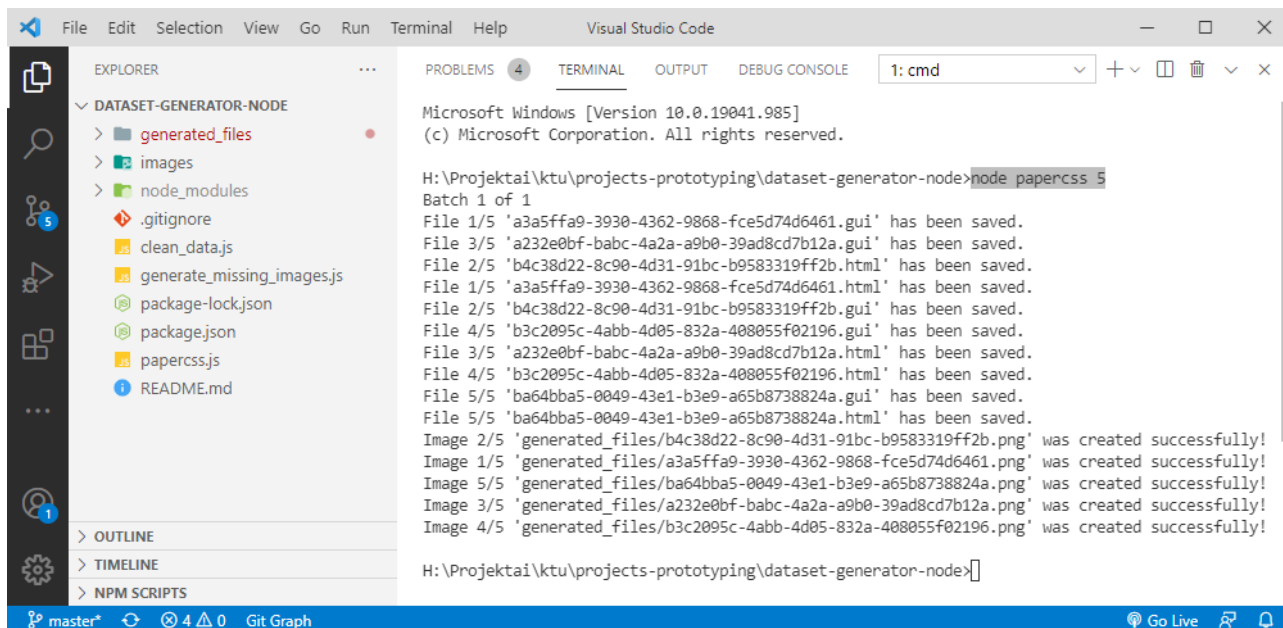 File Edit Selection View Go Run Terminal Help Visual Studio Code
EXPLORER ...
DATASET-GENERATOR-NODE
generated_files
images
node_modules
.gitignore
clean_data.js
generate_missing_images.js
package-lock.json
package.json
papercss.js
README.md
OUTLINE
TIMELINE
NPM SCRIPTS
5
1
PROBLEMS 4 TERMINAL OUTPUT DEBUG CONSOLE 1: cmd
Microsoft Windows [Version 10.0.19041.985]
(c) Microsoft Corporation. All rights reserved.
H:\Projektai\ktu\projects-prototyping\dataset-generator-node>node papercss 5
Batch 1 of 1
File 1/5 'a3a5ffa9-3930-4362-9868-fce5d74d6461.gui' has been saved.
File 3/5 'a232e0bf-babc-4a2a-a9b0-39ad8cd7b12a.gui' has been saved.
File 2/5 'b4c38d22-8c90-4d31-91bc-b9583319ff2b.html' has been saved.
File 1/5 'a3a5ffa9-3930-4362-9868-fce5d74d6461.html' has been saved.
File 2/5 'b4c38d22-8c90-4d31-91bc-b9583319ff2b.gui' has been saved.
File 4/5 'b3c2095c-4abb-4d05-832a-408055f02196.gui' has been saved.
File 3/5 'a232e0bf-babc-4a2a-a9b0-39ad8cd7b12a.html' has been saved.
File 4/5 'b3c2095c-4abb-4d05-832a-408055f02196.html' has been saved.
File 5/5 'ba64bba5-0049-43e1-b3e9-a65b8738824a.gui' has been saved.
File 5/5 'ba64bba5-0049-43e1-b3e9-a65b8738824a.html' has been saved.
Image 2/5 'generated_files/b4c38d22-8c90-4d31-91bc-b9583319ff2b.png' was created successfully!
Image 1/5 'generated_files/a3a5ffa9-3930-4362-9868-fce5d74d6461.png' was created successfully!
Image 5/5 'generated_files/ba64bba5-0049-43e1-b3e9-a65b8738824a.png' was created successfully!
Image 3/5 'generated_files/a232e0bf-babc-4a2a-a9b0-39ad8cd7b12a.png' was created successfully!
Image 4/5 'generated_files/b3c2095c-4abb-4d05-832a-408055f02196.png' was created successfully!
H:\Projektai\ktu\projects-prototyping\dataset-generator-node>
master* 4 0 Git Graph Go Live